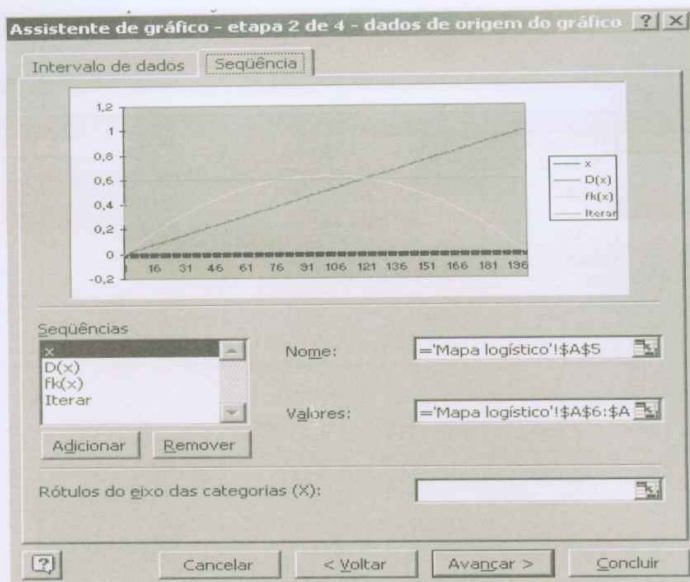 Assistente de gráfico - etapa 2 de 4 - dados de origem do gráfico ? ×
Intervalo de dados Seqüência
1,2
1
0,8
0,6
0,4
0,2
0
-0,2
1 16 31 46 61 76 91 106 121 136 151 166 181 196
x
D(x)
fk(x)
Iterar
Seqüências
x
D(x)
fk(x)
Iterar
Nome: ='Mapa logístico'!$A$5
Valores: ='Mapa logístico'!$A$6:$A
Adicionar Remover
Rótulos do eixo das categorias (X):
? Cancelar < Voltar Avançar > Concluir